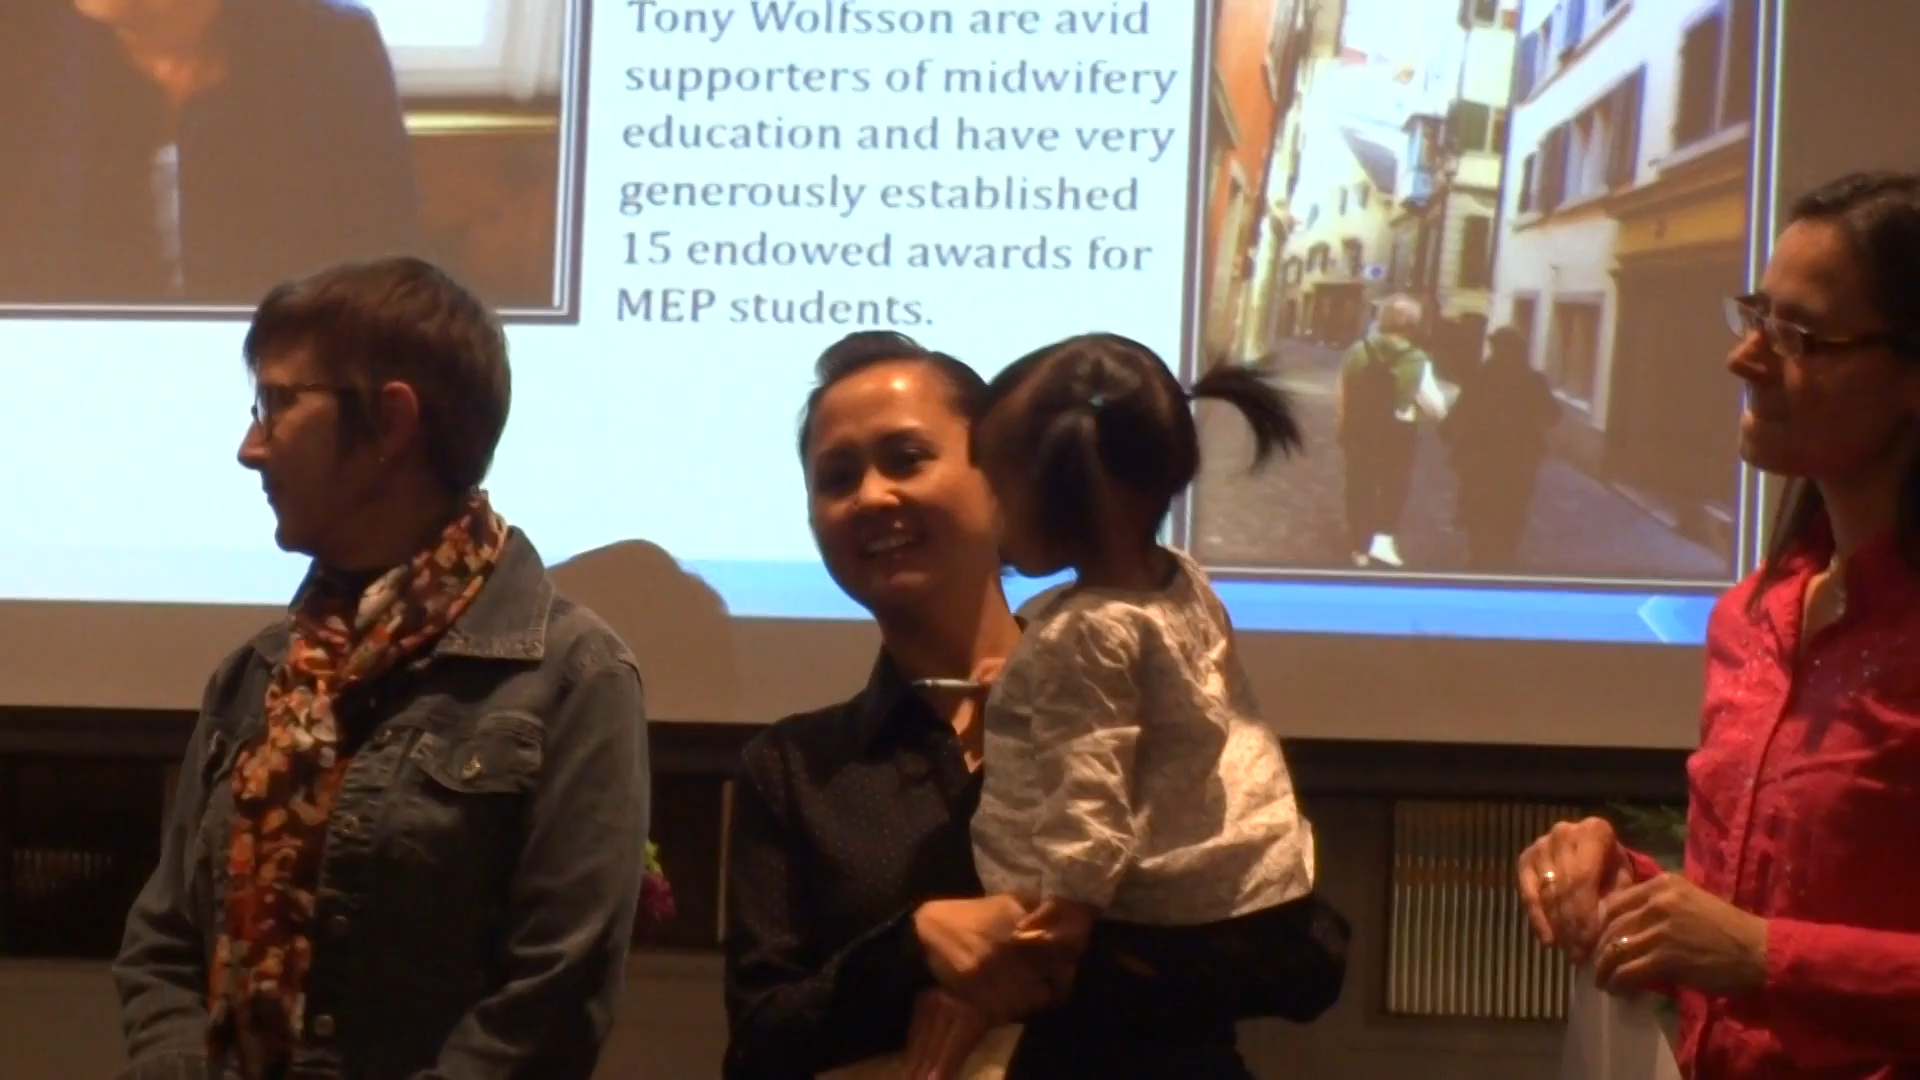 Tony Wolfsson are avid
supporters of midwifery
education and have very
generously established
15 endowed awards for
MEP students.